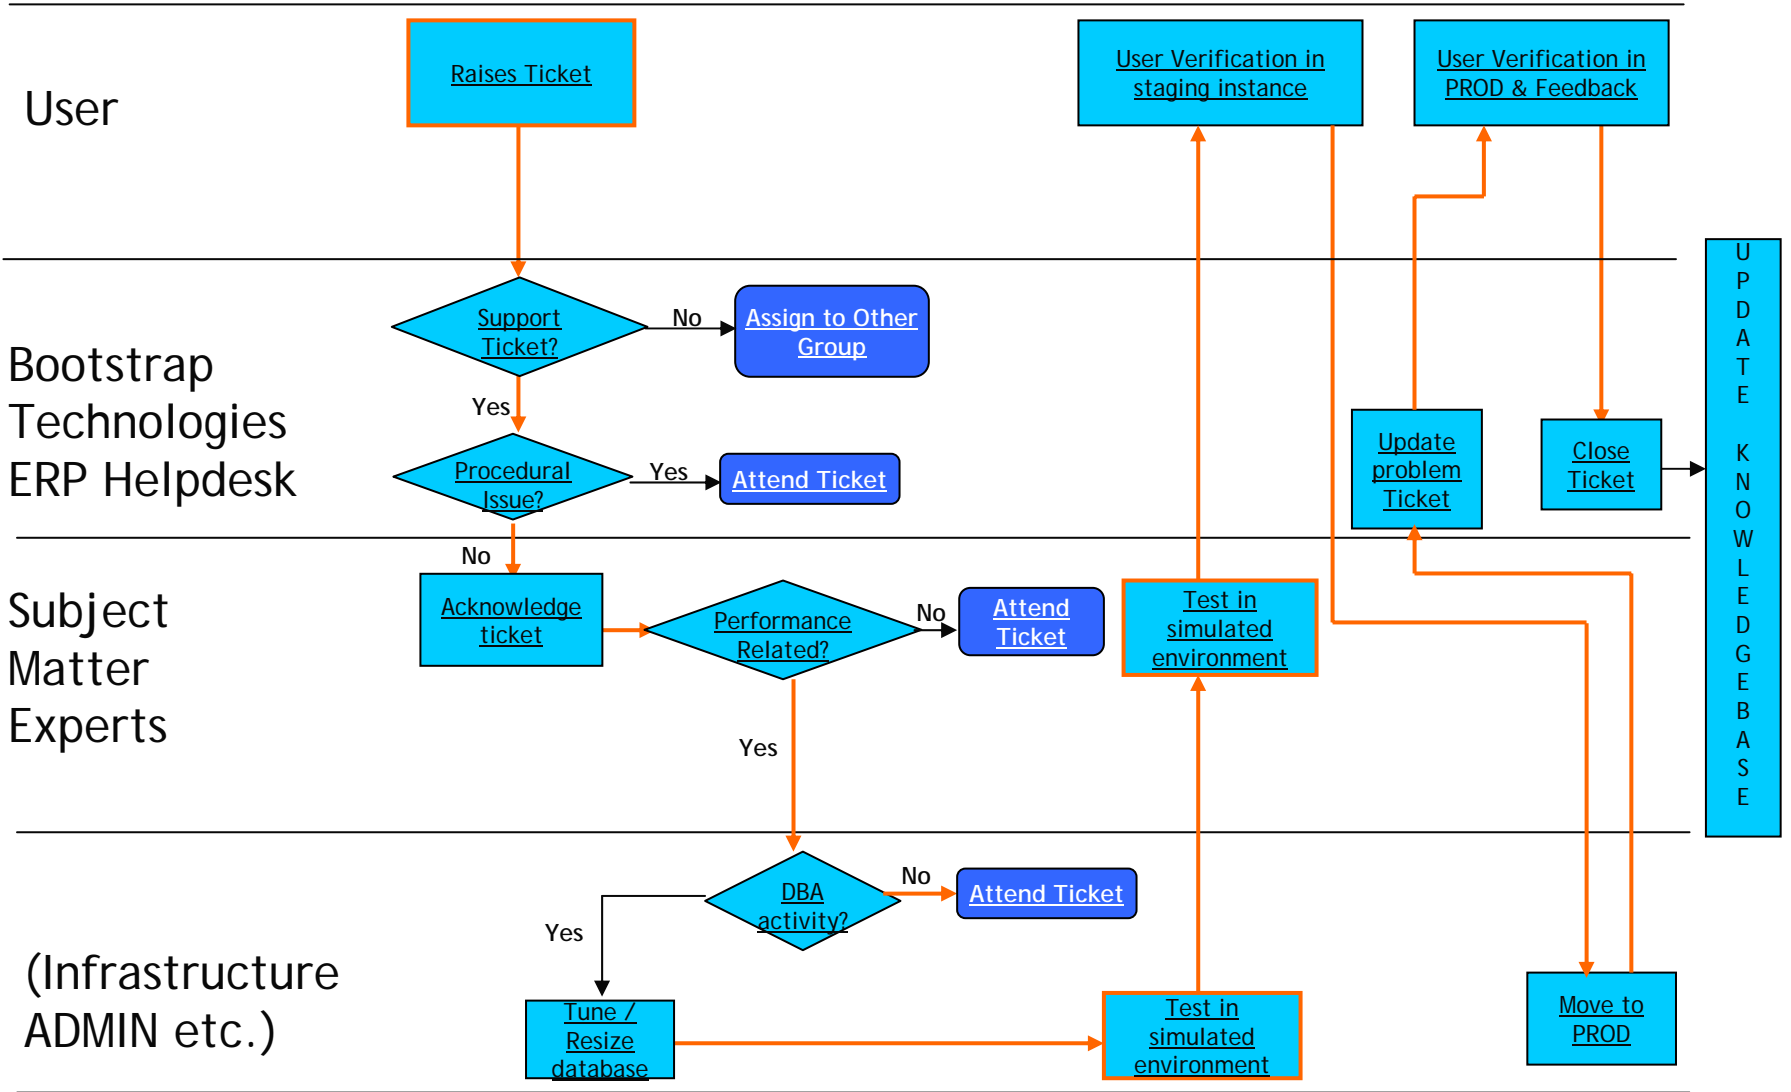 User
Raises Ticket
User Verification in
staging instance
User Verification in
PROD & Feedback
Bootstrap
Technologies
ERP Helpdesk
Support
Ticket?
No
Assign to Other
Group
Yes
Procedural
Issue?
Yes
Attend Ticket
No
Update
problem
Ticket
Close
Ticket
UPDATE KNOWLEDGEBASE
Subject
Matter
Experts
Acknowledge
ticket
Performance
Related?
No
Attend
Ticket
Test in
simulated
environment
Yes
(Infrastructure
ADMIN etc.)
DBA
activity?
No
Attend Ticket
Yes
Tune /
Resize
database
Test in
simulated
environment
Move to
PROD